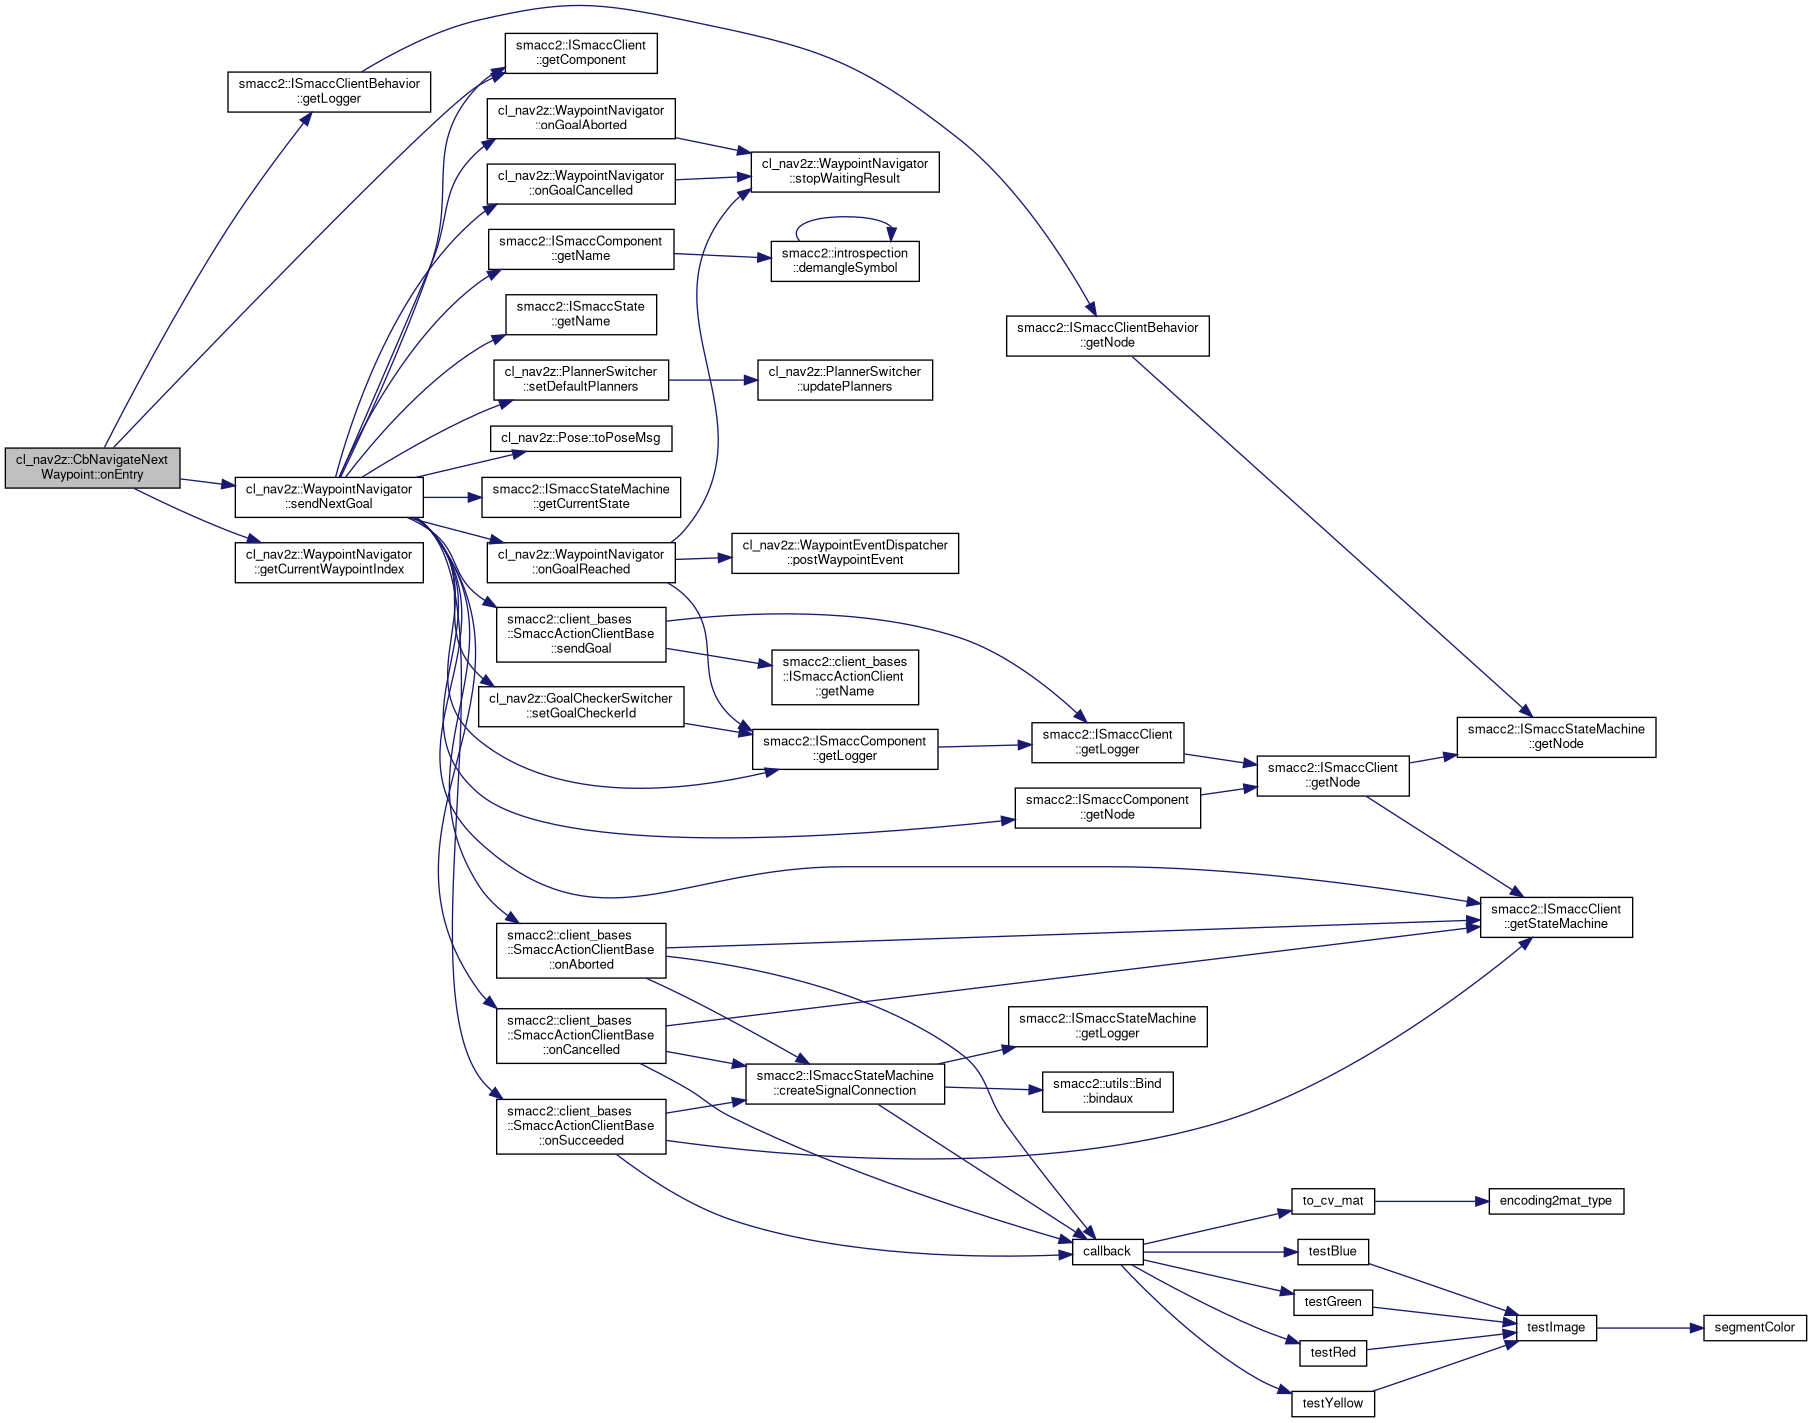 cl_nav2z::CbNavigateNext
Waypoint::onEntry
smacc2::ISmaccClientBehavior
::getLogger
cl_nav2z::WaypointNavigator
::sendNextGoal
cl_nav2z::WaypointNavigator
::getCurrentWaypointIndex
smacc2::ISmaccClient
::getComponent
cl_nav2z::WaypointNavigator
::onGoalAborted
cl_nav2z::WaypointNavigator
::onGoalCancelled
smacc2::ISmaccComponent
::getName
smacc2::ISmaccState
::getName
cl_nav2z::PlannerSwitcher
::setDefaultPlanners
cl_nav2z::Pose::toPoseMsg
smacc2::ISmaccStateMachine
::getCurrentState
cl_nav2z::WaypointNavigator
::onGoalReached
smacc2::client_bases
::SmaccActionClientBase
::sendGoal
cl_nav2z::GoalCheckerSwitcher
::setGoalCheckerId
smacc2::client_bases
::SmaccActionClientBase
::onAborted
smacc2::client_bases
::SmaccActionClientBase
::onCancelled
smacc2::client_bases
::SmaccActionClientBase
::onSucceeded
cl_nav2z::WaypointNavigator
::stopWaitingResult
smacc2::introspection
::demangleSymbol
cl_nav2z::PlannerSwitcher
::updatePlanners
cl_nav2z::WaypointEventDispatcher
::postWaypointEvent
smacc2::client_bases
::ISmaccActionClient
::getName
smacc2::ISmaccComponent
::getLogger
smacc2::ISmaccStateMachine
::createSignalConnection
smacc2::ISmaccClientBehavior
::getNode
smacc2::ISmaccClient
::getLogger
smacc2::ISmaccComponent
::getNode
smacc2::ISmaccStateMachine
::getLogger
smacc2::utils::Bind
::bindaux
callback
smacc2::ISmaccClient
::getNode
to_cv_mat
testBlue
testGreen
testRed
testYellow
smacc2::ISmaccStateMachine
::getNode
smacc2::ISmaccClient
::getStateMachine
encoding2mat_type
testImage
segmentColor